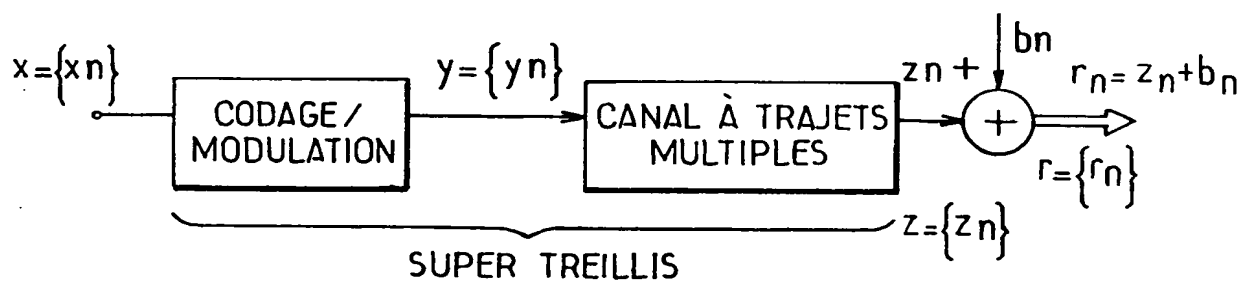 x={xn}
CODAGE/
MODULATION
y={yn}
CANAL À TRAJETS
MULTIPLES
zn +
bn
+
rn=zn+bn
r={rn}
z={zn}
SUPER TREILLIS